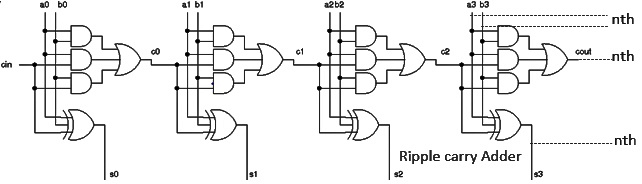 a0 b0 a1 b1 a2 b2 a3 b3 nth
cin c0 c1 c2 cout nth
nth
Ripple carry Adder
s0 s1 s2 s3